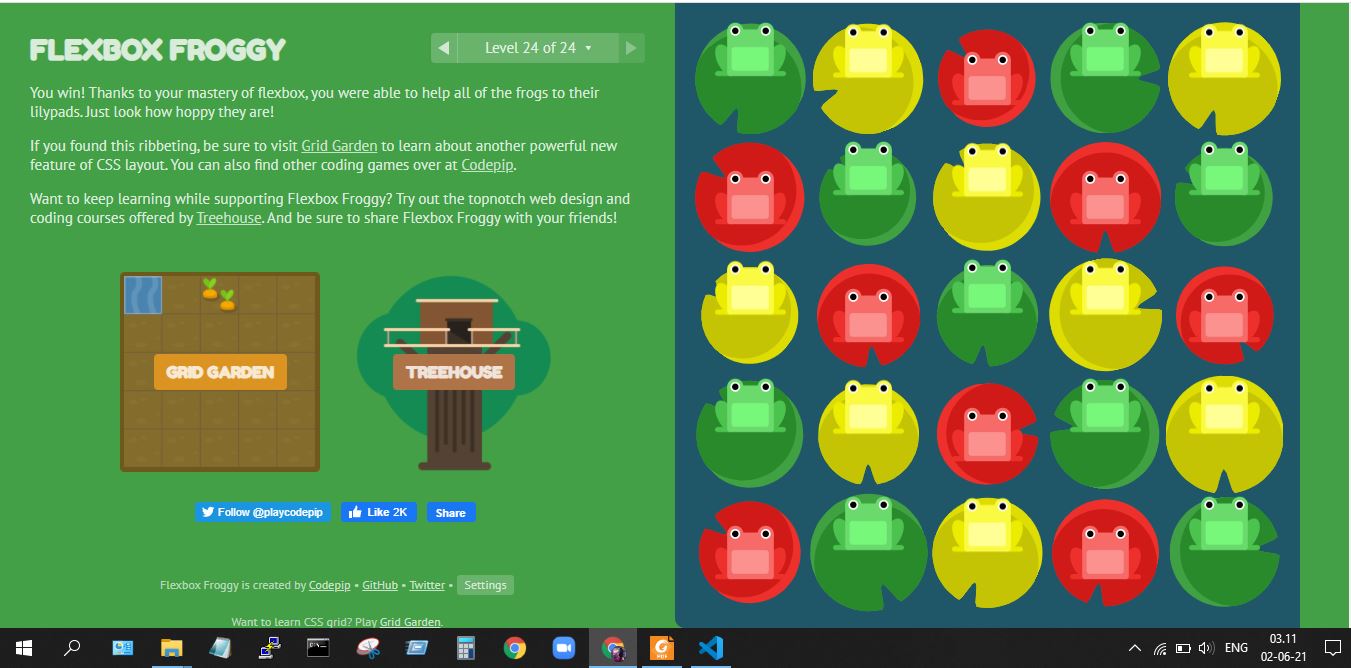 FLEXBOX FROGGY
Level 24 of 24
You win! Thanks to your mastery of flexbox, you were able to help all of the frogs to their
lilypads. Just look how hoppy they are!
If you found this ribbeting, be sure to visit Grid Garden to learn about another powerful new
feature of CSS layout. You can also find other coding games over at Codepip.
Want to keep learning while supporting Flexbox Froggy? Try out the topnotch web design and
coding courses offered by Treehouse. And be sure to share Flexbox Froggy with your friends!
GRID GARDEN
TREEHOUSE
Follow @playcodepip
Like 2K
Share
Flexbox Froggy is created by Codepip • GitHub • Twitter • Settings
Want to learn CSS grid? Play Grid Garden.
PDF
ENG
03.11
02-06-21